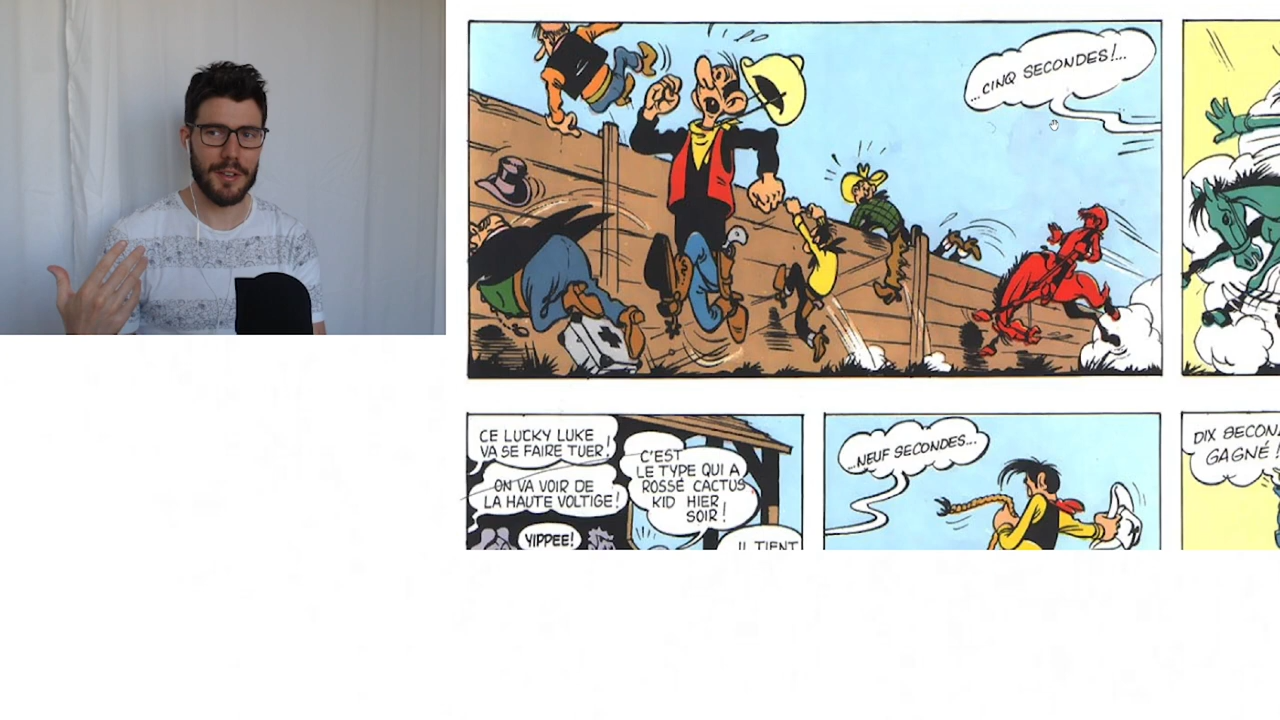 ...CINQ SECONDES!...
CE LUCKY LUKE
VA SE FAIRE TUER!
ON VA VOIR DE
LA HAUTE VOLTIGE!
YIPPEE!
C'EST
LE TYPE QUI A
ROSSÉ CACTUS
KID HIER
SOIR!
IL TIENT
...NEUF SECONDES...
DIX
GAGNÉ!